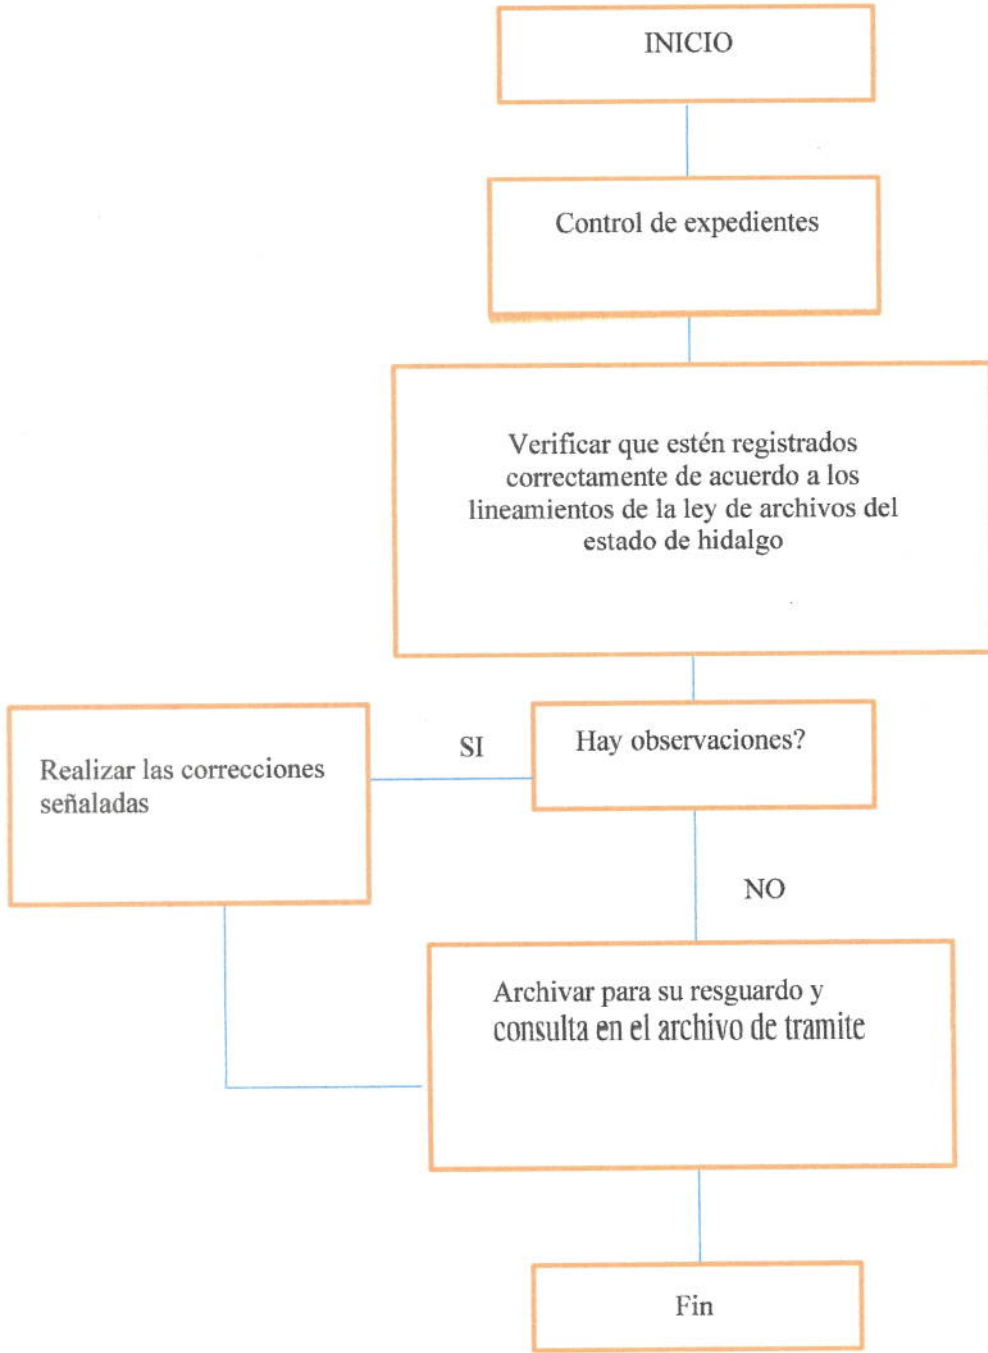 INICIO
Control de expedientes
Verificar que estén registrados
correctamente de acuerdo a los
lineamientos de la ley de archivos del
estado de hidalgo
Hay observaciones?
SI
Realizar las correcciones
señaladas
NO
Archivar para su resguardo y
consulta en el archivo de tramite
Fin